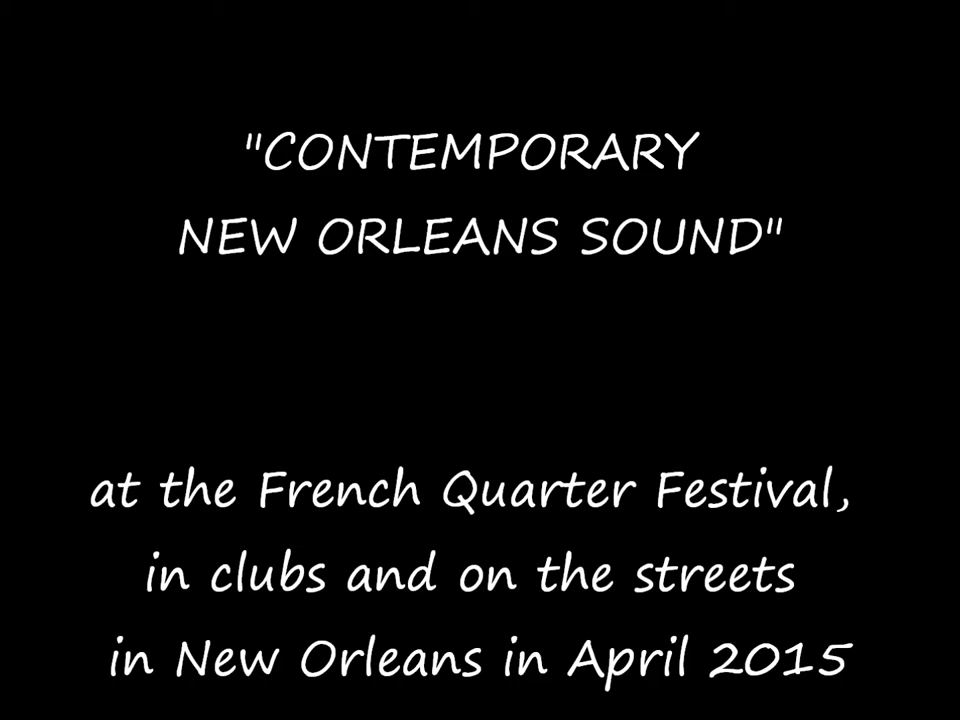 "CONTEMPORARY
NEW ORLEANS SOUND"
at the French Quarter Festival,
in clubs and on the streets
in New Orleans in April 2015